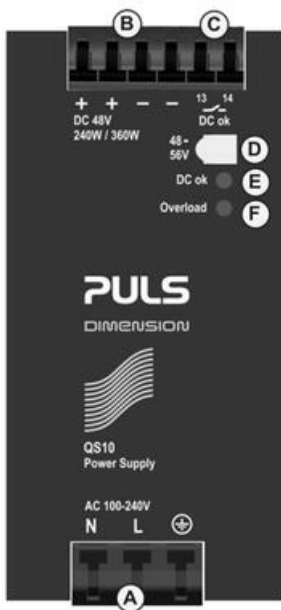 B
C
+ + − −
13 14
DC 48V
240W / 360W
DC ok
48-
56V
D
DC ok
E
Overload
F
PULS
DIMENSION
QS10
Power Supply
AC 100-240V
N L
A